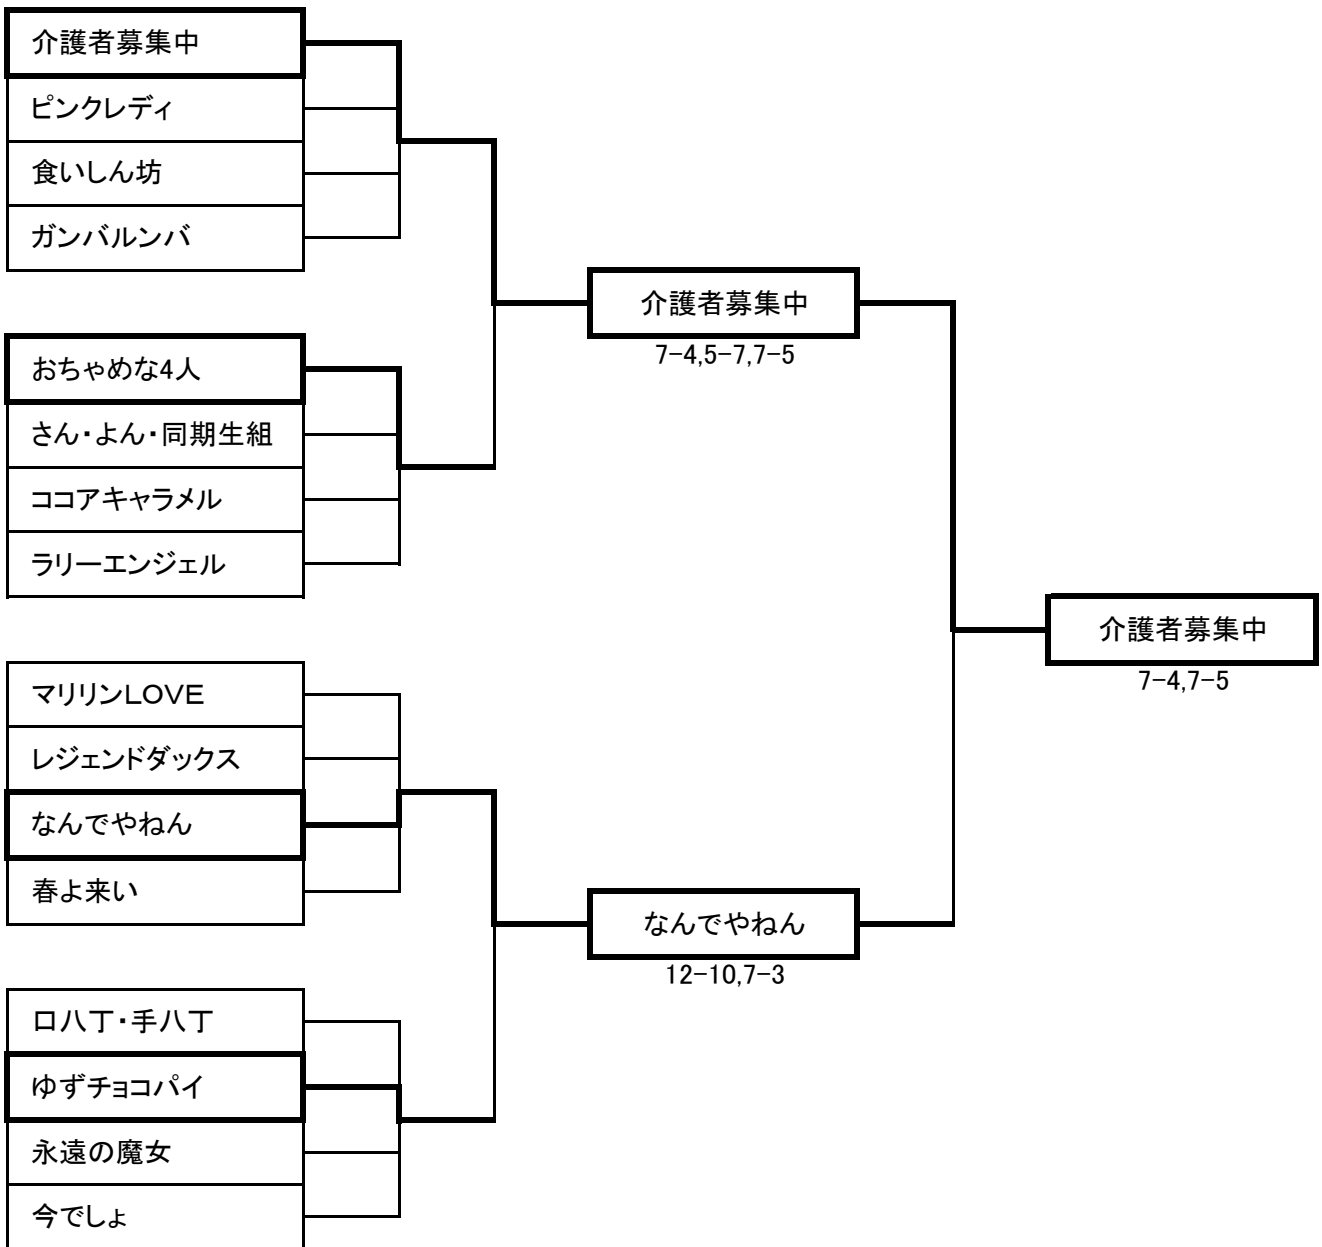 介護者募集中
ピンクレディ
食いしん坊
ガンバルンバ
介護者募集中
7-4,5-7,7-5
おちゃめな4人
さん・よん・同期生組
ココアキャラメル
ラリーエンジェル
介護者募集中
7-4,7-5
マリリンLOVE
レジェンドダックス
なんでやねん
春よ来い
なんでやねん
12-10,7-3
口八丁・手八丁
ゆずチョコパイ
永遠の魔女
今でしょ